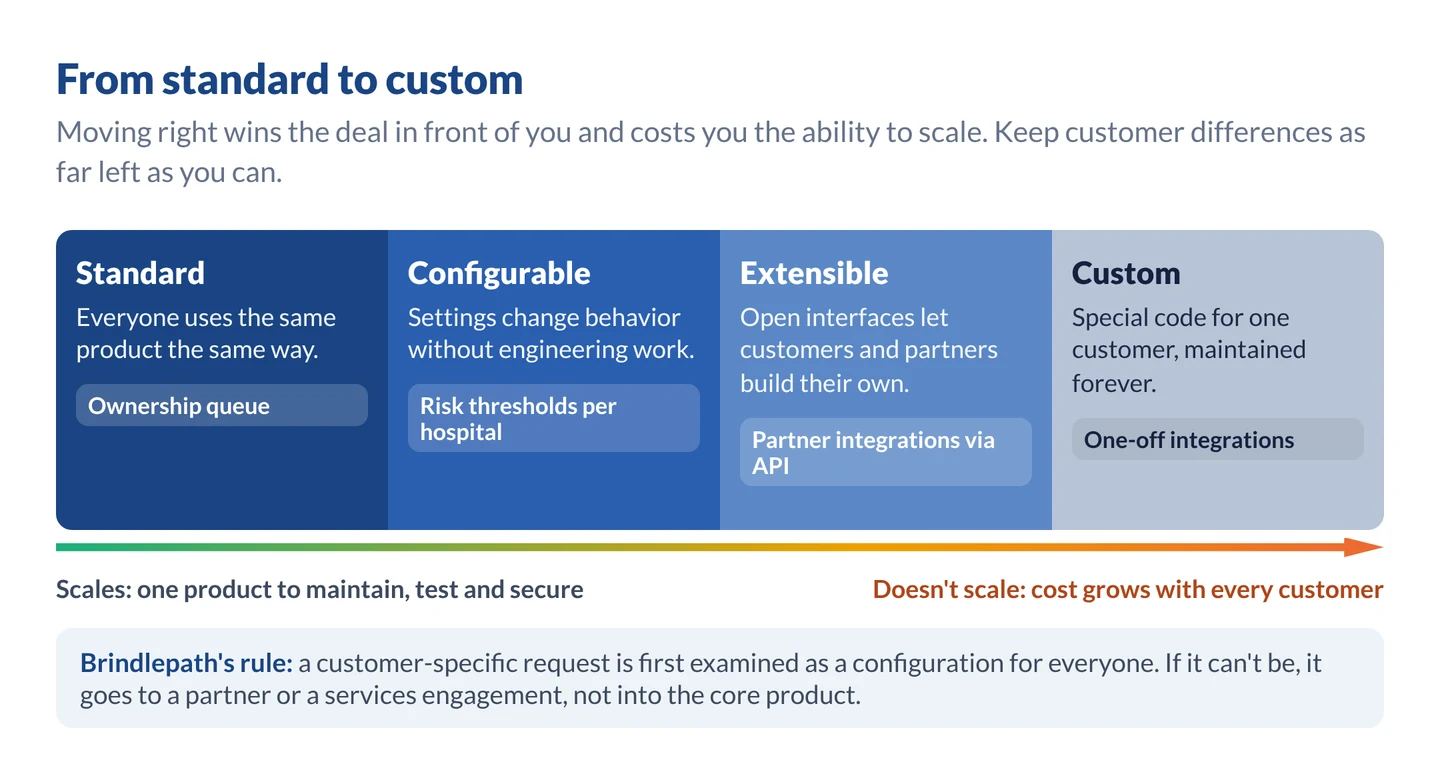 From standard to custom
Moving right wins the deal in front of you and costs you the ability to scale. Keep customer differences as
far left as you can.
Standard
Everyone uses the same
product the same way.
Ownership queue
Configurable
Settings change behavior
without engineering work.
Risk thresholds per
hospital
Extensible
Open interfaces let
customers and partners
build their own.
Partner integrations via
API
Custom
Special code for one
customer, maintained
forever.
One-off integrations
Scales: one product to maintain, test and secure
Doesn't scale: cost grows with every customer
Brindlepath's rule: a customer-specific request is first examined as a configuration for everyone. If it can't be, it
goes to a partner or a services engagement, not into the core product.